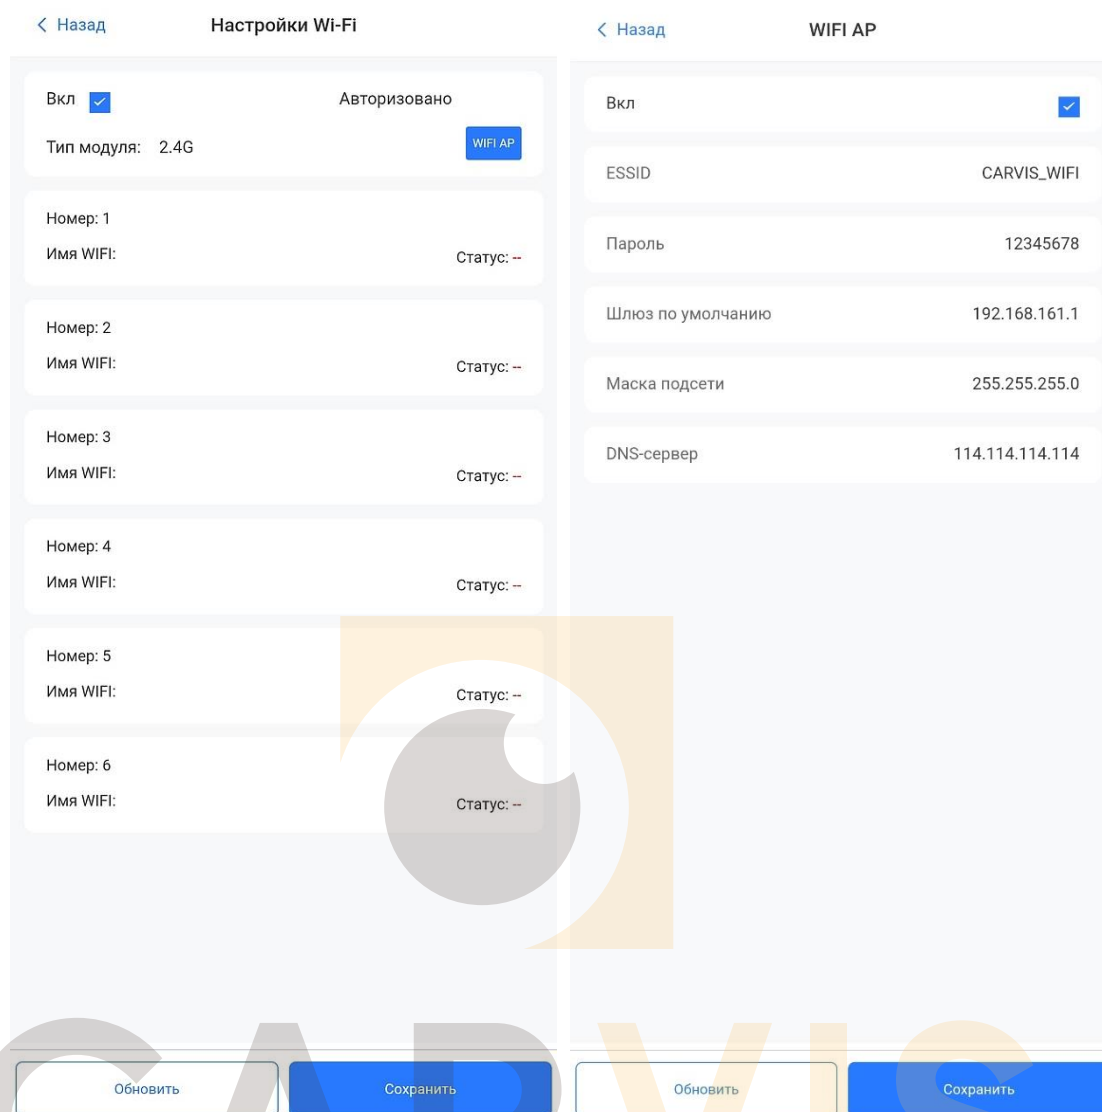 Назад
Настройки Wi-Fi
Вкл
Авторизовано
Тип модуля: 2.4G
WIFI AP
Номер: 1
Имя WIFI:
Статус: --
Номер: 2
Имя WIFI:
Статус: --
Номер: 3
Имя WIFI:
Статус: --
Номер: 4
Имя WIFI:
Статус: --
Номер: 5
Имя WIFI:
Статус: --
Номер: 6
Имя WIFI:
Статус: --
Обновить
Сохранить
Назад
WIFI AP
Вкл
ESSID
CARVIS_WIFI
Пароль
12345678
Шлюз по умолчанию
192.168.161.1
Маска подсети
255.255.255.0
DNS-сервер
114.114.114.114
Обновить
Сохранить
CARVIS